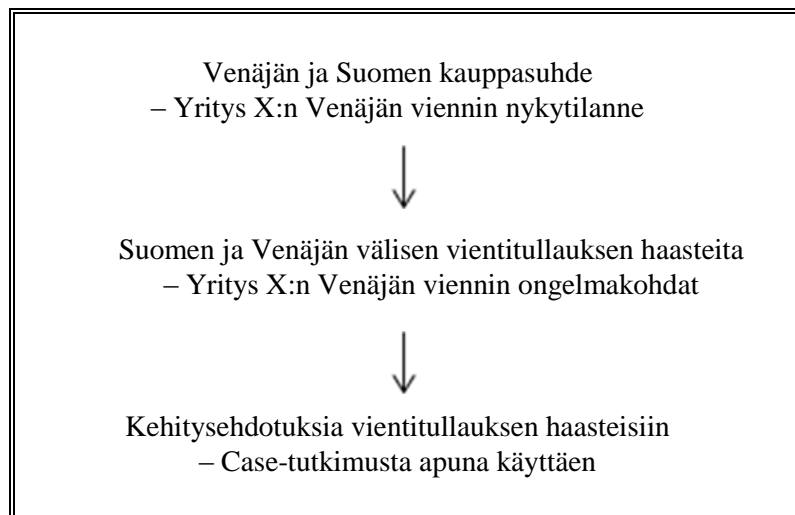 Venäjän ja Suomen kauppasuhde
– Yritys X:n Venäjän viennin nykytilanne
Suomen ja Venäjän välisen vientitullauksen haasteita
– Yritys X:n Venäjän viennin ongelmakohdat
Kehitysehdotuksia vientitullauksen haasteisiin
– Case-tutkimusta apuna käyttäen